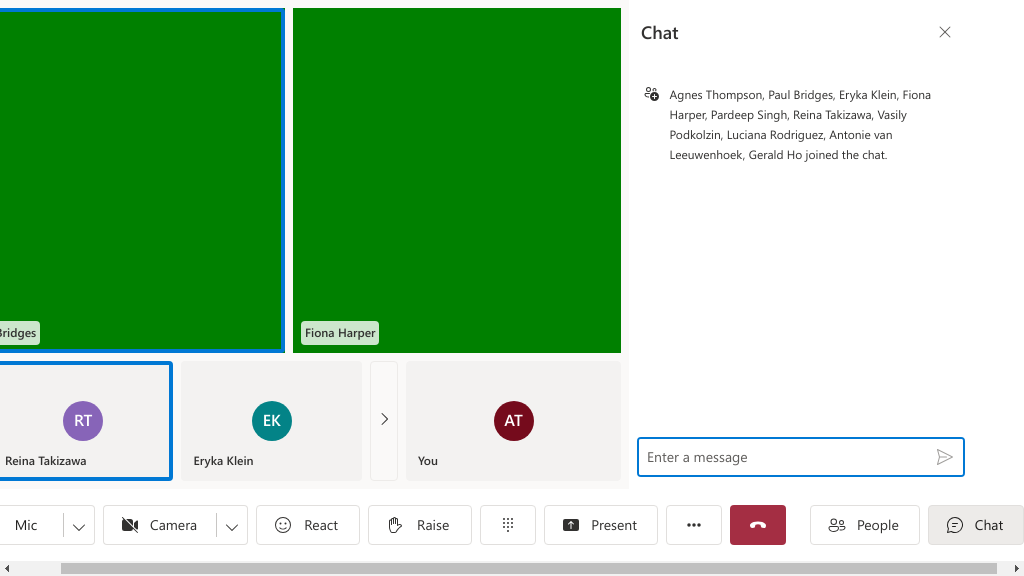 Chat
Agnes Thompson, Paul Bridges, Eryka Klein, Fiona
Harper, Pardeep Singh, Reina Takizawa, Vasily
Podkolzin, Luciana Rodriguez, Antonie van
Leeuwenhoek, Gerald Ho joined the chat.
Bridges
Fiona Harper
RT
Reina Takizawa
EK
Eryka Klein
AT
You
Enter a message
Mic
Camera
React
Raise
Present
People
Chat